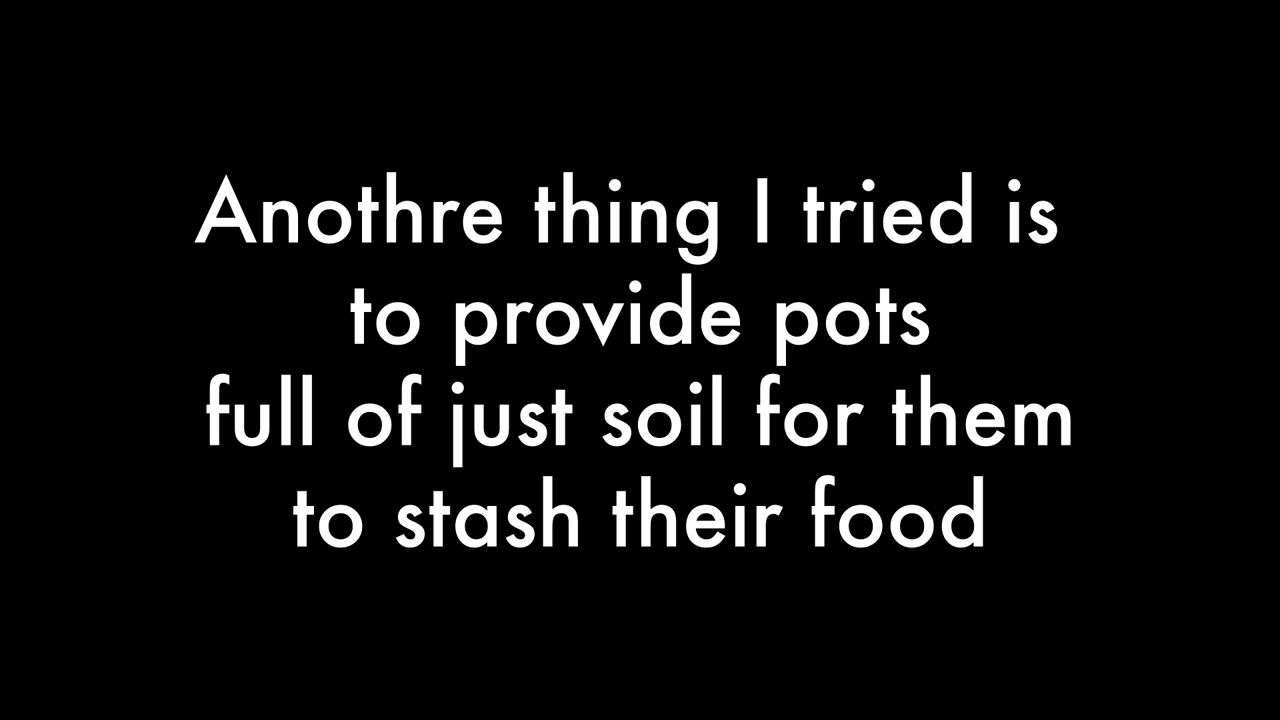 Anothre thing I tried is
to provide pots
full of just soil for them
to stash their food